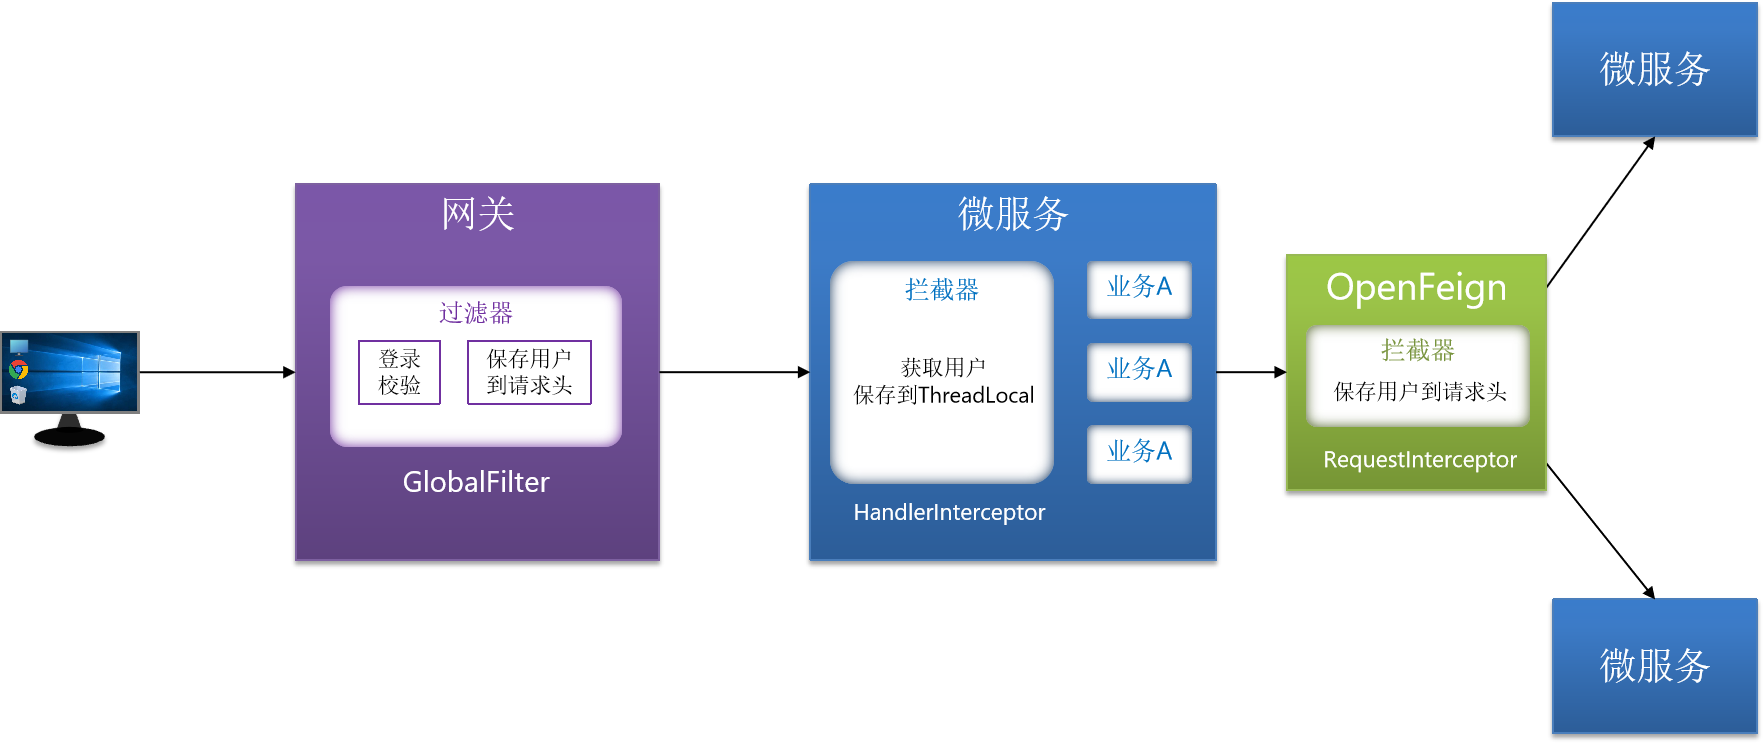 网关
过滤器
登录
校验
保存用户
到请求头
GlobalFilter
微服务
拦截器
获取用户
保存到ThreadLocal
HandlerInterceptor
业务A
业务A
业务A
OpenFeign
拦截器
保存用户到请求头
RequestInterceptor
微服务
微服务